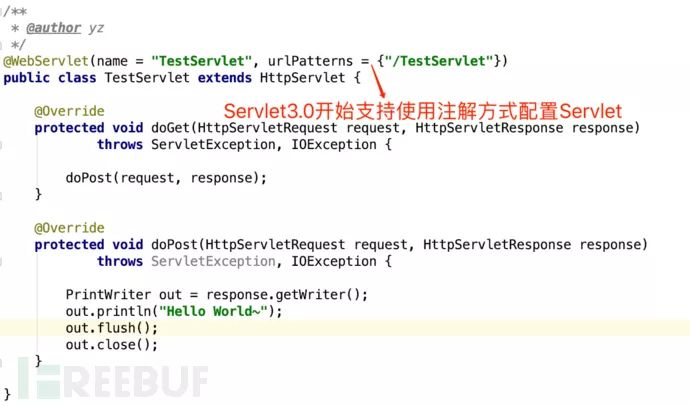 /**
 * @author yz
 */
@WebServlet(name = "TestServlet", urlPatterns = {"/TestServlet"})
public class TestServlet extends HttpServlet {
@Override
Servlet3.0开始支持使用注解方式配置Servlet
protected void doGet(HttpServletRequest request, HttpServletResponse response)
throws ServletException, IOException {
doPost(request, response);
}
@Override
protected void doPost(HttpServletRequest request, HttpServletResponse response)
throws ServletException, IOException {
PrintWriter out = response.getWriter();
out.println("Hello World~");
out.flush();
out.close();
}
REEBUF
}